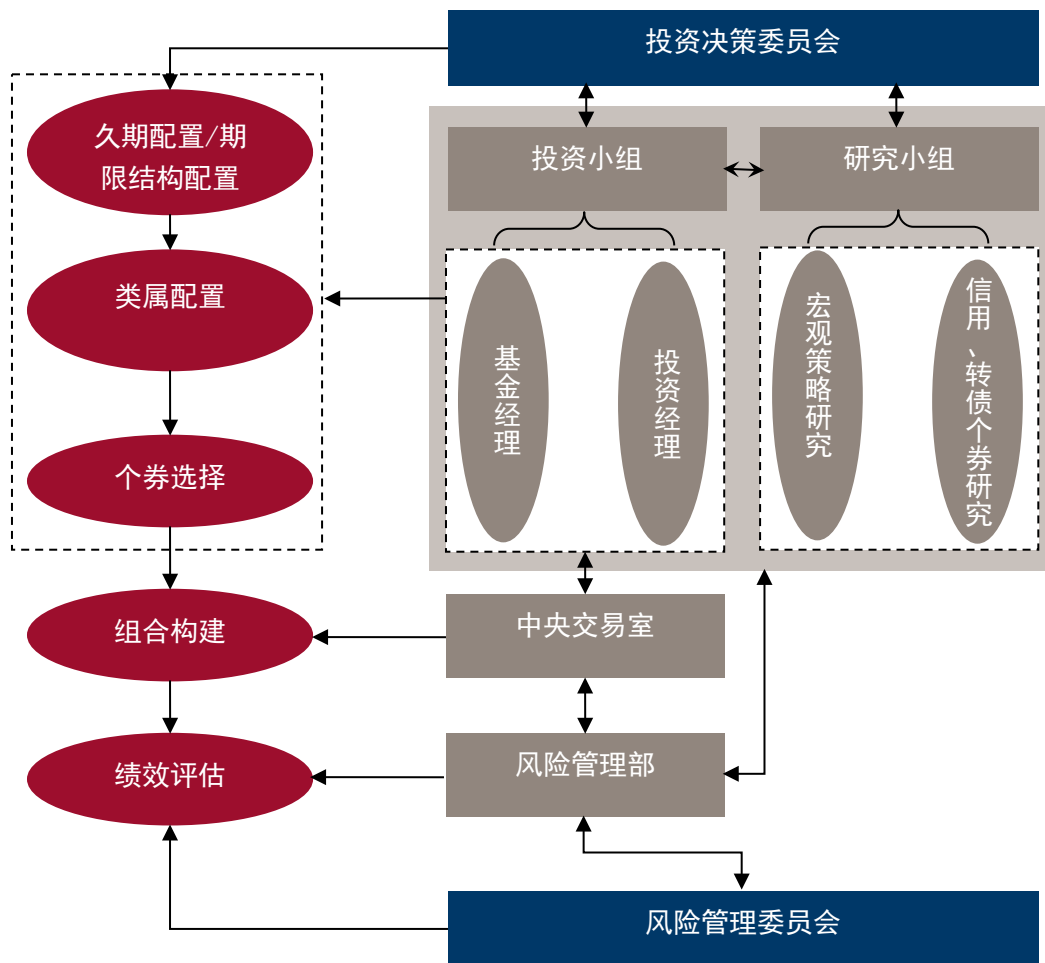 投资决策委员会
久期配置/期
限结构配置
类属配置
个券选择
组合构建
绩效评估
投资小组
研究小组
基金经理
投资经理
宏观策略研究
信用、转债个券研究
中央交易室
风险管理部
风险管理委员会